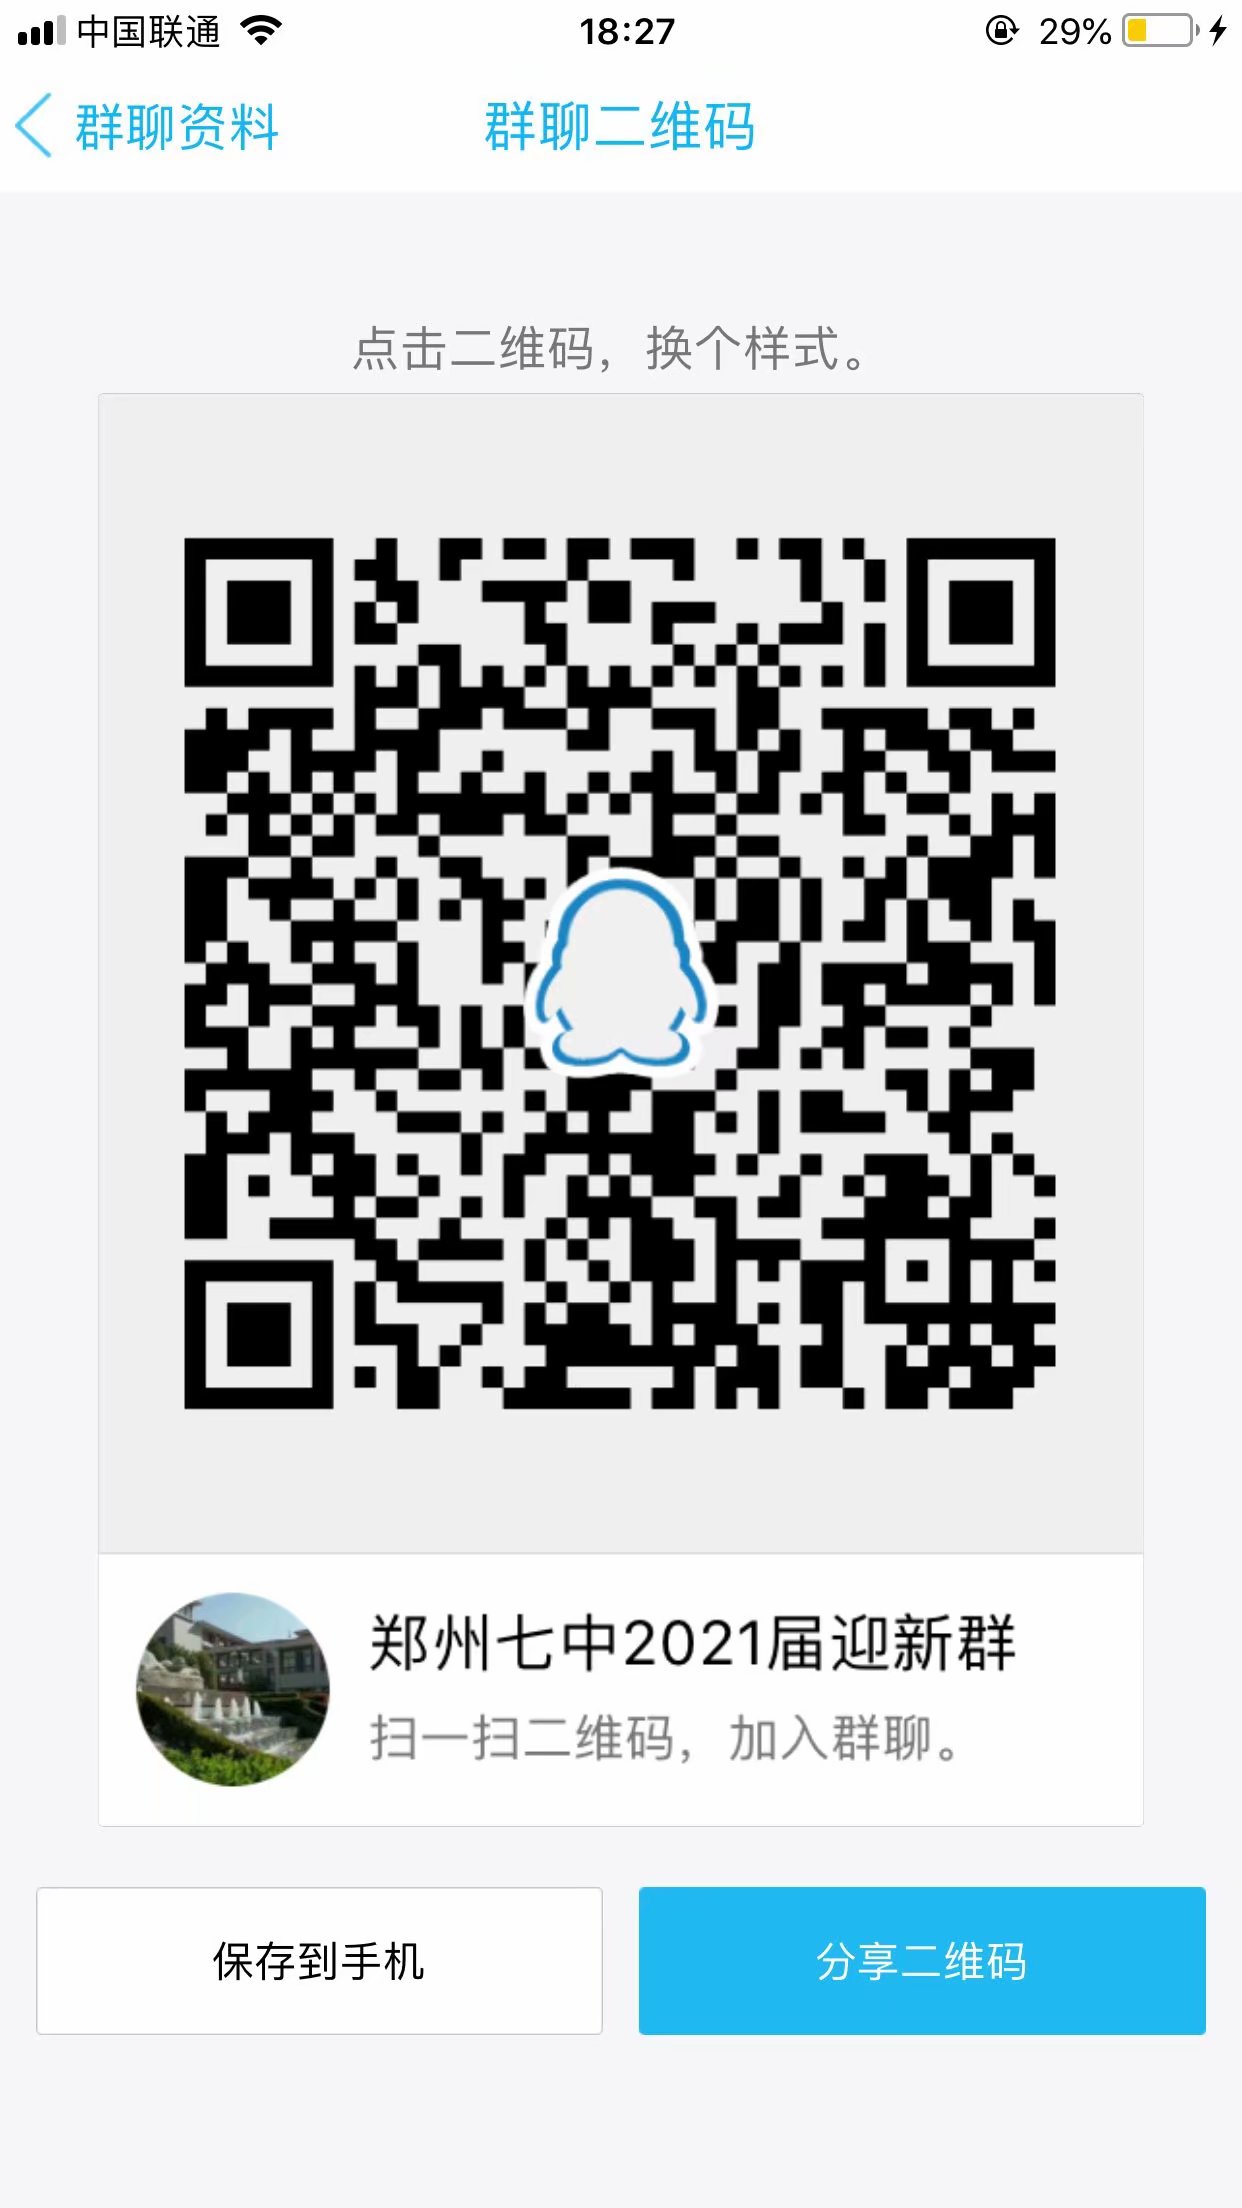 中国联通 18:27 29%
群聊资料 群聊二维码
点击二维码，换个样式。
郑州七中2021届迎新群
扫一扫二维码，加入群聊。
保存到手机 分享二维码